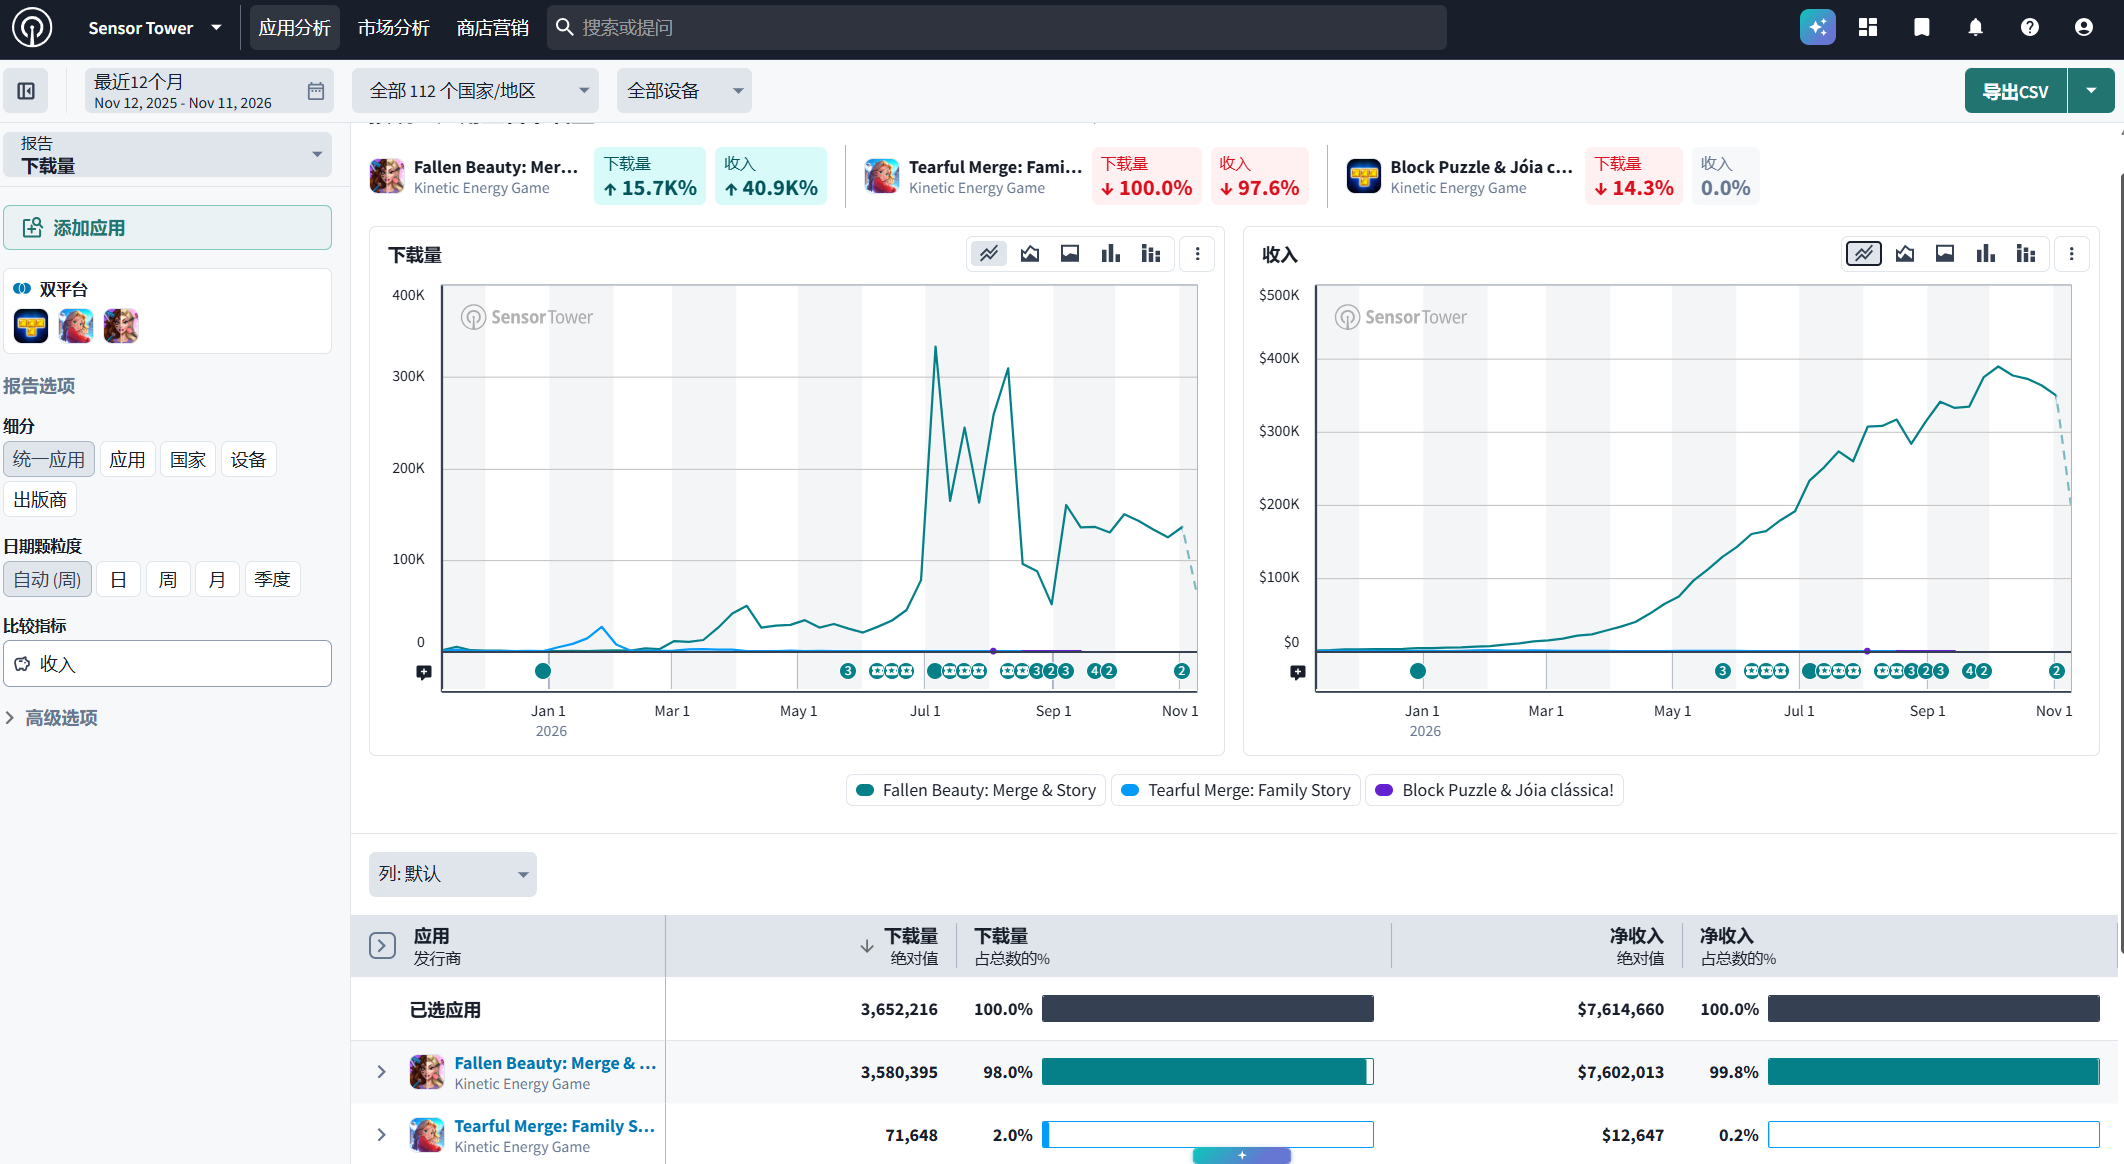 Sensor Tower
应用分析
市场分析
商店营销
搜索或提问
最近12个月
Nov 12, 2025 - Nov 11, 2026
全部 112 个国家/地区
全部设备
导出CSV
报告
下载量
添加应用
双平台
报告选项
细分
统一应用
应用
国家
设备
出版商
日期颗粒度
自动 (周)
日
周
月
季度
比较指标
收入
高级选项
Fallen Beauty: Mer...
Kinetic Energy Game
下载量
15.7K%
收入
40.9K%
Tearful Merge: Fami...
Kinetic Energy Game
下载量
100.0%
收入
97.6%
Block Puzzle & Jóia c...
Kinetic Energy Game
下载量
14.3%
收入
0.0%
下载量
400K
300K
200K
100K
0
SensorTower
3
3
2
3
4
2
2
Jan 1
2026
Mar 1
May 1
Jul 1
Sep 1
Nov 1
收入
$500K
$400K
$300K
$200K
$100K
$0
SensorTower
3
3
2
3
4
2
2
Jan 1
2026
Mar 1
May 1
Jul 1
Sep 1
Nov 1
Fallen Beauty: Merge & Story
Tearful Merge: Family Story
Block Puzzle & Jóia clássica!
列: 默认
应用
发行商
下载量
绝对值
下载量
占总数的%
净收入
绝对值
净收入
占总数的%
已选应用
3,652,216
100.0%
$7,614,660
100.0%
Fallen Beauty: Merge & ...
Kinetic Energy Game
3,580,395
98.0%
$7,602,013
99.8%
Tearful Merge: Family S...
Kinetic Energy Game
71,648
2.0%
$12,647
0.2%